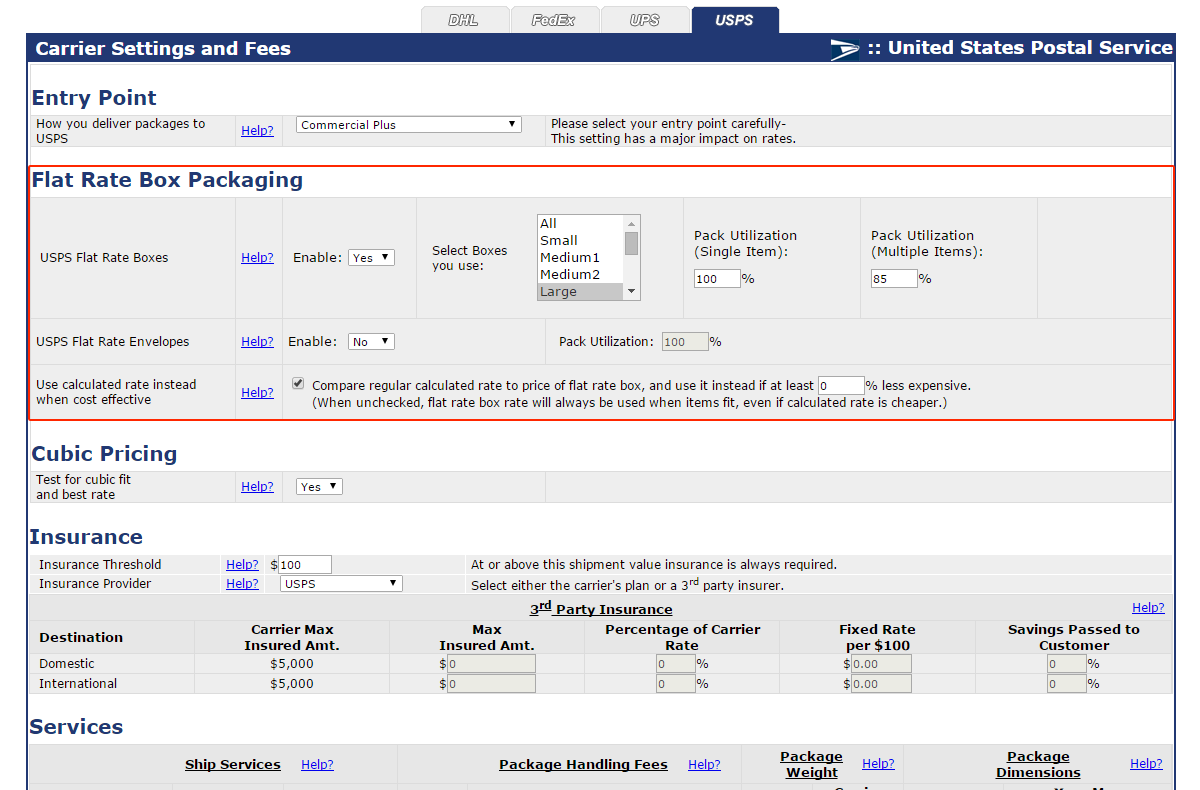 DHL FedEx UPS USPS
Carrier Settings and Fees :: United States Postal Service
Entry Point
How you deliver packages to
USPS
Help?
Commercial Plus
Please select your entry point carefully-
This setting has a major impact on rates.
Flat Rate Box Packaging
USPS Flat Rate Boxes
Help?
Enable: Yes
Select Boxes
you use:
All
Small
Medium1
Medium2
Large
Pack Utilization
(Single Item):
100 %
Pack Utilization
(Multiple Items):
85 %
USPS Flat Rate Envelopes Help? Enable: No Pack Utilization: 100 %
Use calculated rate instead
when cost effective
Help?
Compare regular calculated rate to price of flat rate box, and use it instead if at least 0 % less expensive.
(When unchecked, flat rate box rate will always be used when items fit, even if calculated rate is cheaper.)
Cubic Pricing
Test for cubic fit
and best rate
Help?
Yes
Insurance
Insurance Threshold Help? $ 100 At or above this shipment value insurance is always required.
Insurance Provider Help? USPS Select either the carrier's plan or a 3rd party insurer.
3rd Party Insurance Help?
Destination
Carrier Max
Insured Amt.
Max
Insured Amt.
Percentage of Carrier
Rate
Fixed Rate
per $100
Savings Passed to
Customer
Domestic $5,000 $ 0 0 % $ 0.00 0 %
International $5,000 $ 0 0 % $ 0.00 0 %
Services
Ship Services Help?
Package Handling Fees Help?
Package
Weight
Help?
Package
Dimensions
Help?